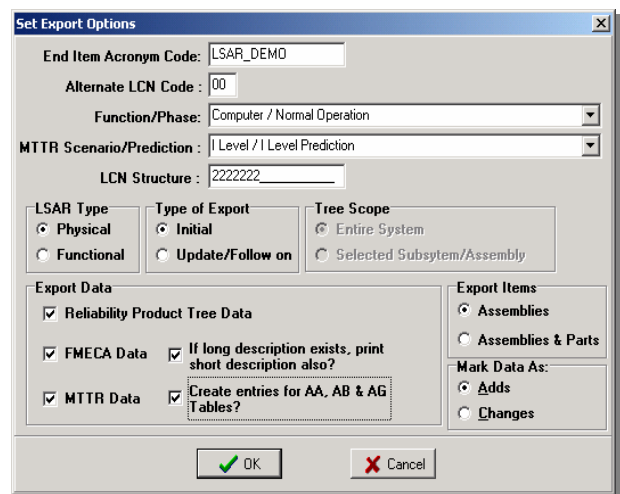 Set Export Options
End Item Acronym Code: LSAR_DEMO
Alternate LCN Code : 00
Function/Phase: Computer / Normal Operation
MTTR Scenario/Prediction : I Level / I Level Prediction
LCN Structure : 2222222___________
LSAR Type
Physical
Functional
Type of Export
Initial
Update/Follow on
Tree Scope
Entire System
Selected Subsytem/Assembly
Export Data
Reliability Product Tree Data
FMECA Data
If long description exists, print
short description also?
MTTR Data
Create entries for AA, AB & AG
Tables?
Export Items
Assemblies
Assemblies & Parts
Mark Data As:
Adds
Changes
OK
Cancel